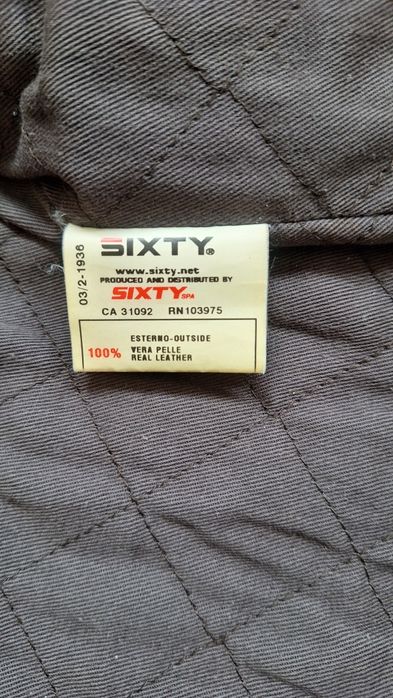 SIXTY®
www.sixty.net
PRODUCED AND DISTRIBUTED BY
SIXTY SPA
CA 31092 RN103975
ESTERNO-OUTSIDE
100% VERA PELLE
REAL LEATHER
03/2-1936